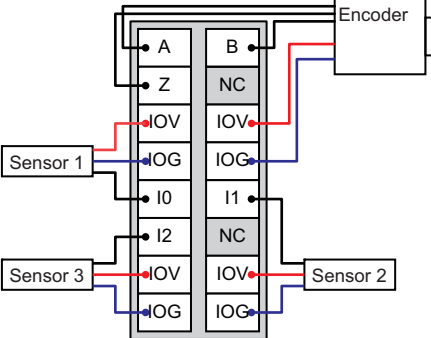 Encoder
A B
Z NC
IOV IOV
Sensor 1 IOG IOG
I0 I1
I2 NC
Sensor 3 IOV IOV Sensor 2
IOG IOG